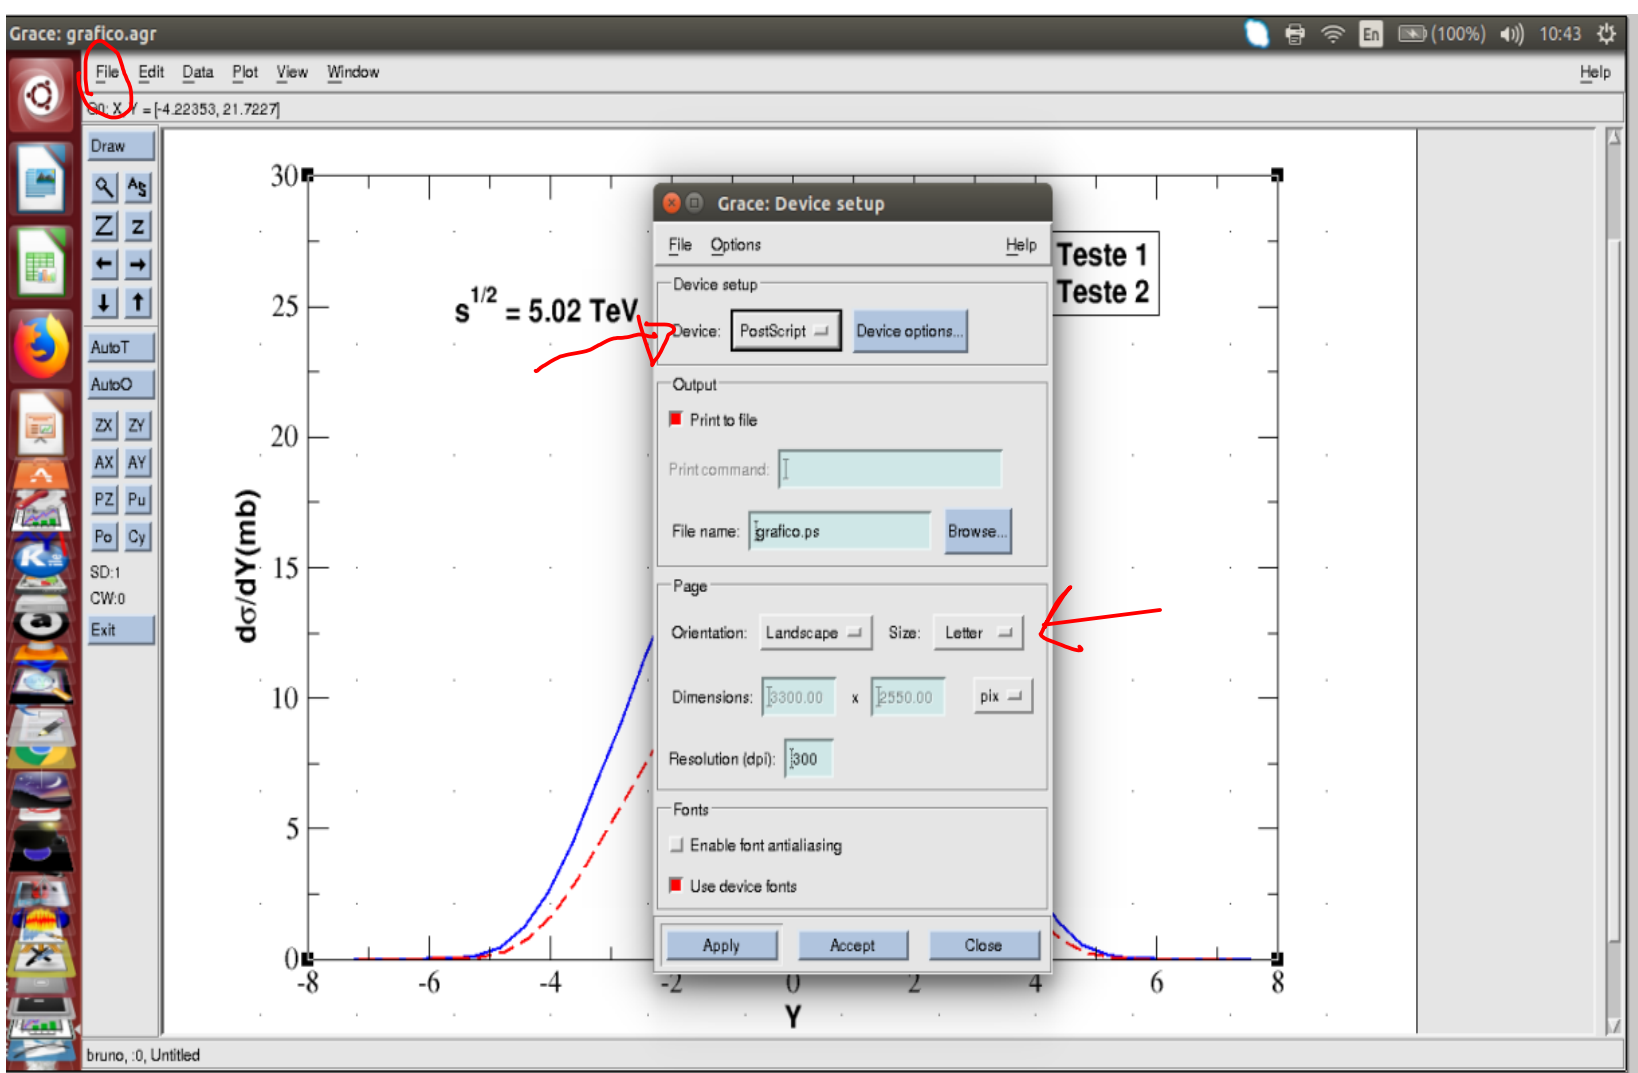 Grace: grafico.agr
En (100%) 10:43
File Edit Data Plot View Window Help
G0: X, Y = [-4.22353, 21.7227]
Draw
AS
Z z
AutoT
AutoO
ZX ZY
AX AY
PZ Pu
Po Cy
SD:1
CW:0
Exit
30
25
20
15
10
5
0
dσ/dY(mb)
s1/2 = 5.02 TeV
Teste 1
Teste 2
-8 -6 -4 -2 0 2 4 6 8
Y
Grace: Device setup
File Options Help
Device setup
Device: PostScript Device options...
Output
Print to file
Print command:
File name: grafico.ps Browse...
Page
Orientation: Landscape Size: Letter
Dimensions: 3300.00 x 2550.00 pix
Resolution (dpi): 300
Fonts
Enable font antialiasing
Use device fonts
Apply Accept Close
bruno, :0, Untitled